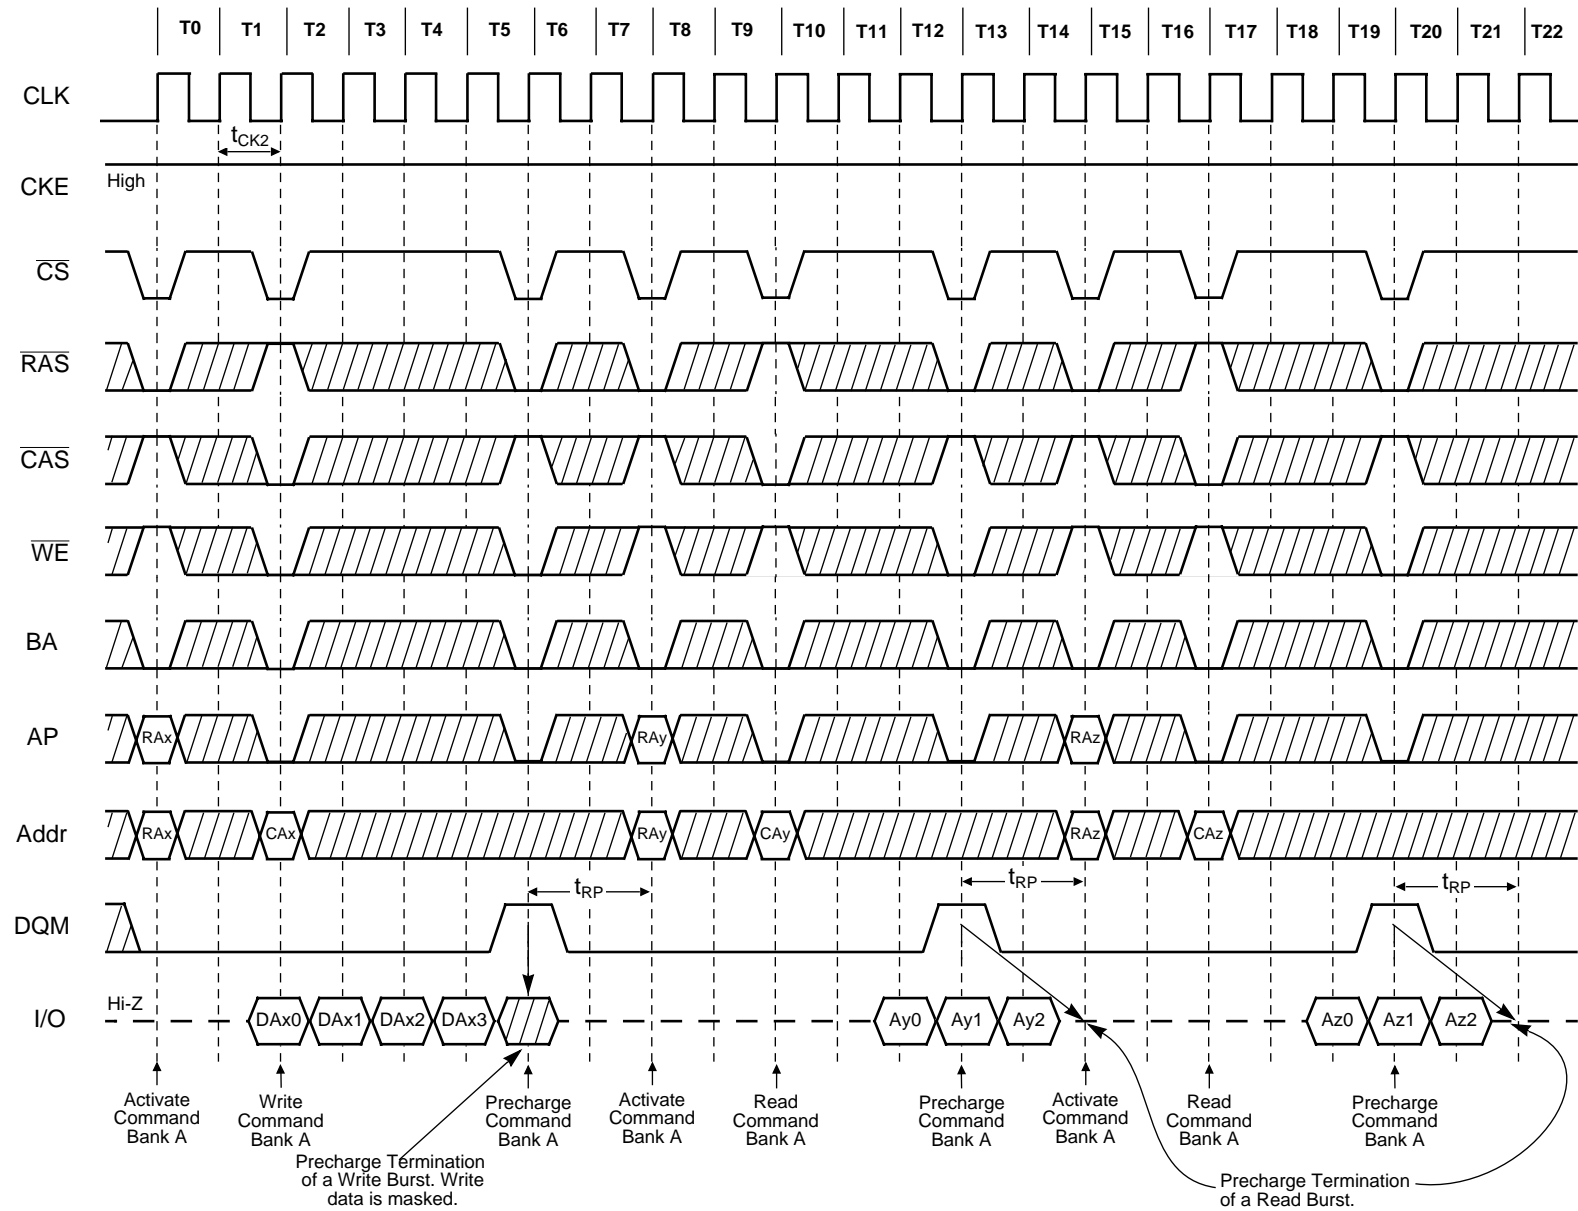 T0 T1 T2 T3 T4 T5 T6 T7 T8 T9 T10 T11 T12 T13 T14 T15 T16 T17 T18 T19 T20 T21 T22
CLK
tCK2
CKE High
CS
RAS
CAS
WE
BA
AP RAx RAy RAz
Addr RAx CAx RAy CAy RAz CAz
tRP tRP tRP
DQM
I/O Hi-Z DAx0 DAx1 DAx2 DAx3 Ay0 Ay1 Ay2 Az0 Az1 Az2
Activate
Command
Bank A
Write
Command
Bank A
Precharge
Command
Bank A
Activate
Command
Bank A
Read
Command
Bank A
Precharge
Command
Bank A
Activate
Command
Bank A
Read
Command
Bank A
Precharge
Command
Bank A
Precharge Termination
of a Write Burst. Write
data is masked.
Precharge Termination
of a Read Burst.